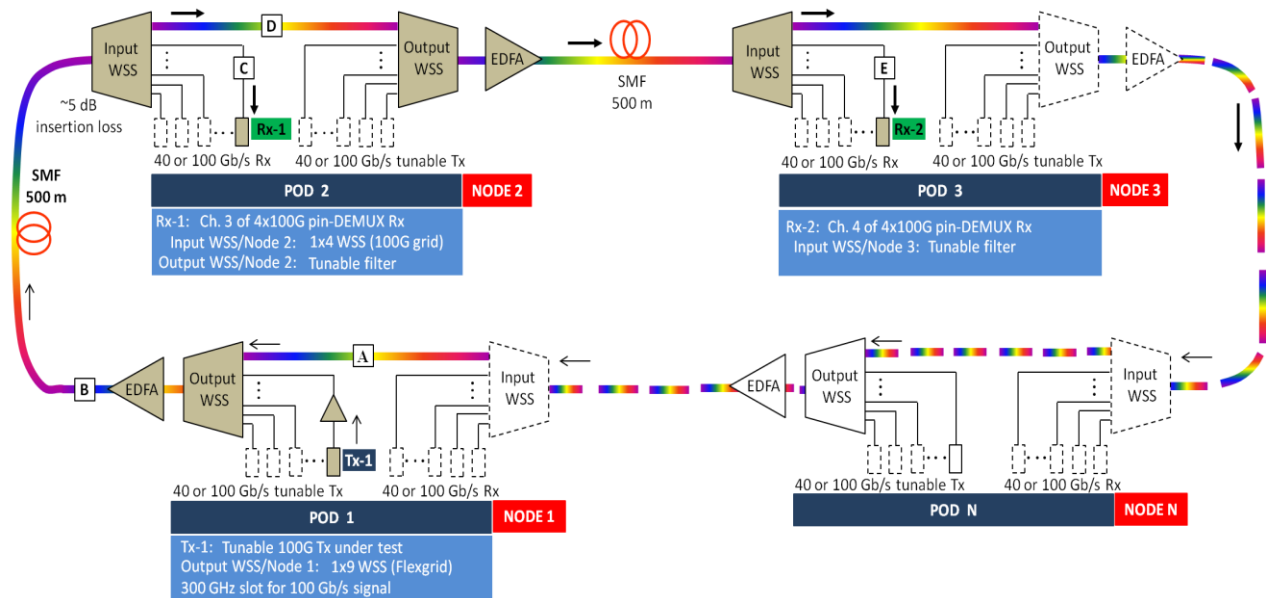 D
Input
WSS
C
Output
WSS
EDFA
~5 dB
insertion loss
Rx-1
40 or 100 Gb/s Rx
40 or 100 Gb/s tunable Tx
SMF
500 m
POD 2
NODE 2
Rx-1: Ch. 3 of 4x100G pin-DEMUX Rx
Input WSS/Node 2: 1x4 WSS (100G grid)
Output WSS/Node 2: Tunable filter
SMF
500 m
Input
WSS
E
Output
WSS
EDFA
Rx-2
40 or 100 Gb/s Rx
40 or 100 Gb/s tunable Tx
POD 3
NODE 3
Rx-2: Ch. 4 of 4x100G pin-DEMUX Rx
Input WSS/Node 3: Tunable filter
B
EDFA
Output
WSS
A
Input
WSS
Tx-1
40 or 100 Gb/s tunable Tx
40 or 100 Gb/s Rx
POD 1
NODE 1
Tx-1: Tunable 100G Tx under test
Output WSS/Node 1: 1x9 WSS (Flexgrid)
300 GHz slot for 100 Gb/s signal
EDFA
Output
WSS
Input
WSS
40 or 100 Gb/s tunable Tx
40 or 100 Gb/s Rx
POD N
NODE N